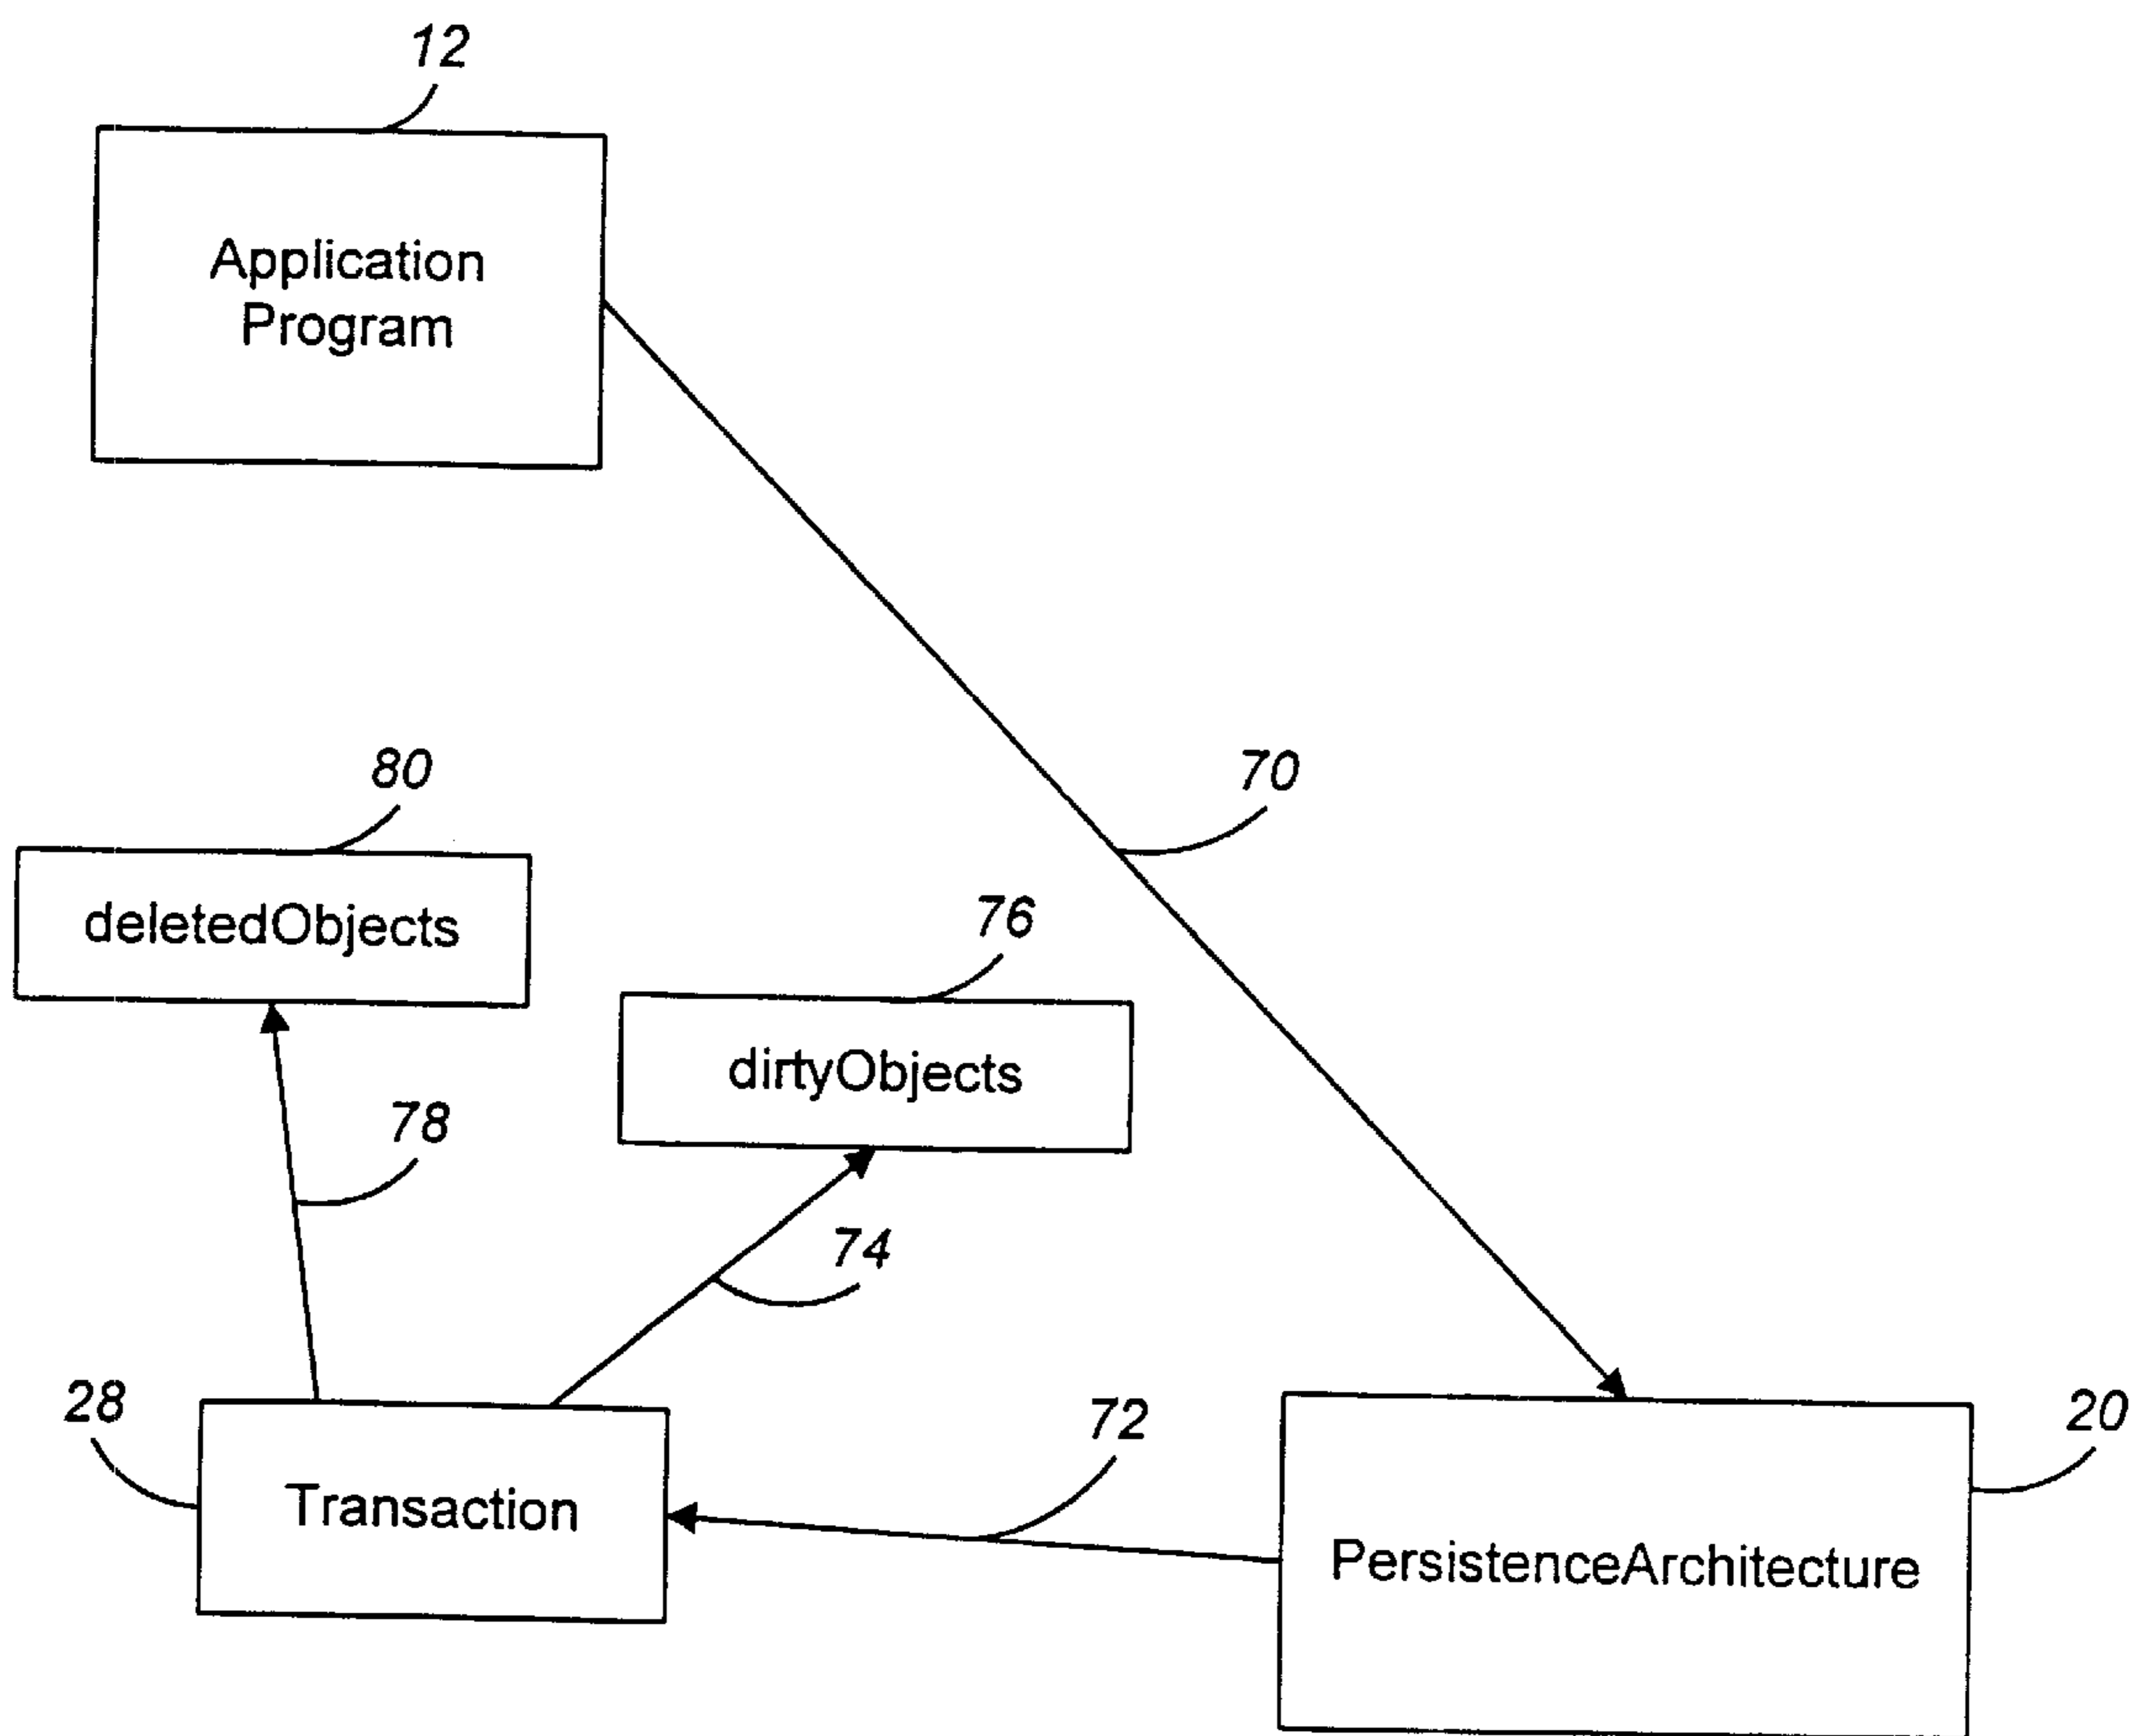 12
Application
Program
80
70
deletedObjects
76
dirtyObjects
78
74
28
72
20
Transaction
PersistenceArchitecture